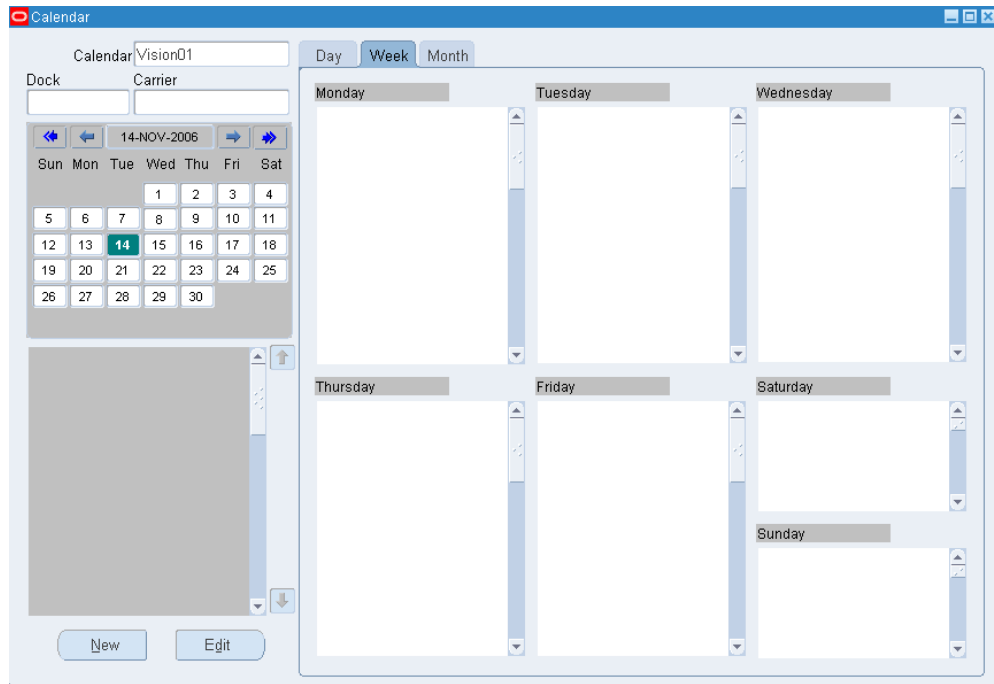 Calendar
Calendar Vision01
Dock Carrier
14-NOV-2006
Sun Mon Tue Wed Thu Fri Sat
1 2 3 4
5 6 7 8 9 10 11
12 13 14 15 16 17 18
19 20 21 22 23 24 25
26 27 28 29 30
New Edit
Day Week Month
Monday Tuesday Wednesday
Thursday Friday Saturday
Sunday